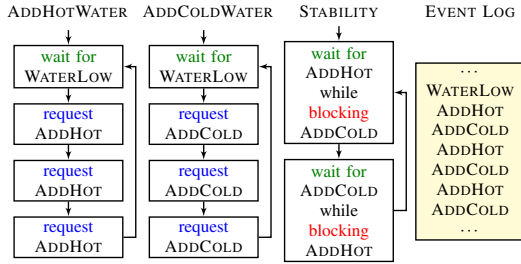 ADDHOTWATER
wait for
WATERLOW
request
ADDHOT
request
ADDHOT
request
ADDHOT
ADDCOLDWATER
wait for
WATERLOW
request
ADDCOLD
request
ADDCOLD
request
ADDCOLD
STABILITY
wait for
ADDHOT
while
blocking
ADDCOLD
wait for
ADDCOLD
while
blocking
ADDHOT
EVENT LOG
...
WATERLOW
ADDHOT
ADDCOLD
ADDHOT
ADDCOLD
ADDHOT
ADDCOLD
...